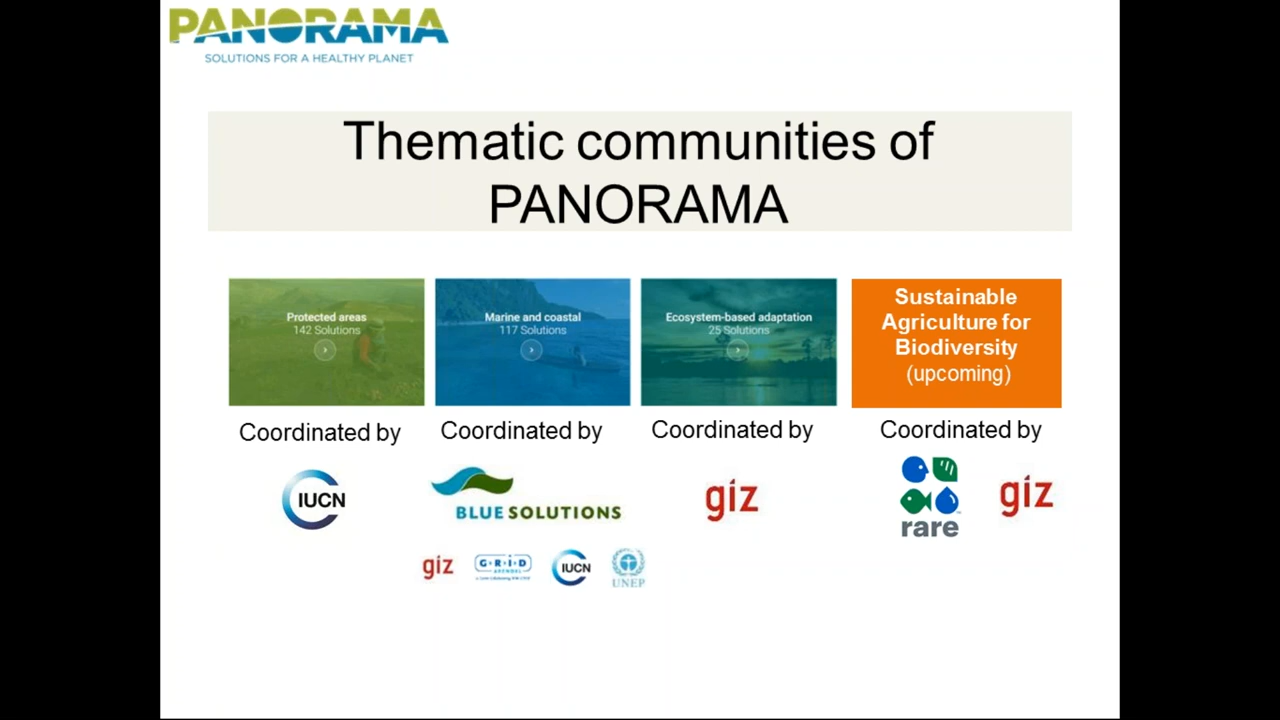 PANORAMA
SOLUTIONS FOR A HEALTHY PLANET
Thematic communities of
PANORAMA
Protected areas
142 Solutions
Marine and coastal
117 Solutions
Ecosystem-based adaptation
25 Solutions
Sustainable
Agriculture for
Biodiversity
(upcoming)
Coordinated by
Coordinated by
Coordinated by
Coordinated by
IUCN
BLUE SOLUTIONS
giz
rare
giz
giz
G·R·I·D
ARENDAL
IUCN
UNEP